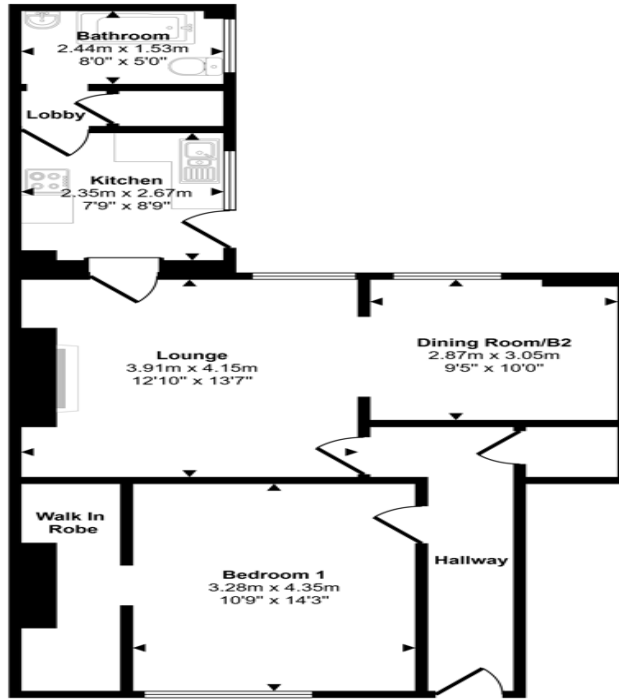 Bathroom
2.44m x 1.53m
8'0" x 5'0"
Lobby
Kitchen
2.35m x 2.67m
7'9" x 8'9"
Lounge
3.91m x 4.15m
12'10" x 13'7"
Dining Room/B2
2.87m x 3.05m
9'5" x 10'0"
Walk In
Robe
Bedroom 1
3.28m x 4.35m
10'9" x 14'3"
Hallway